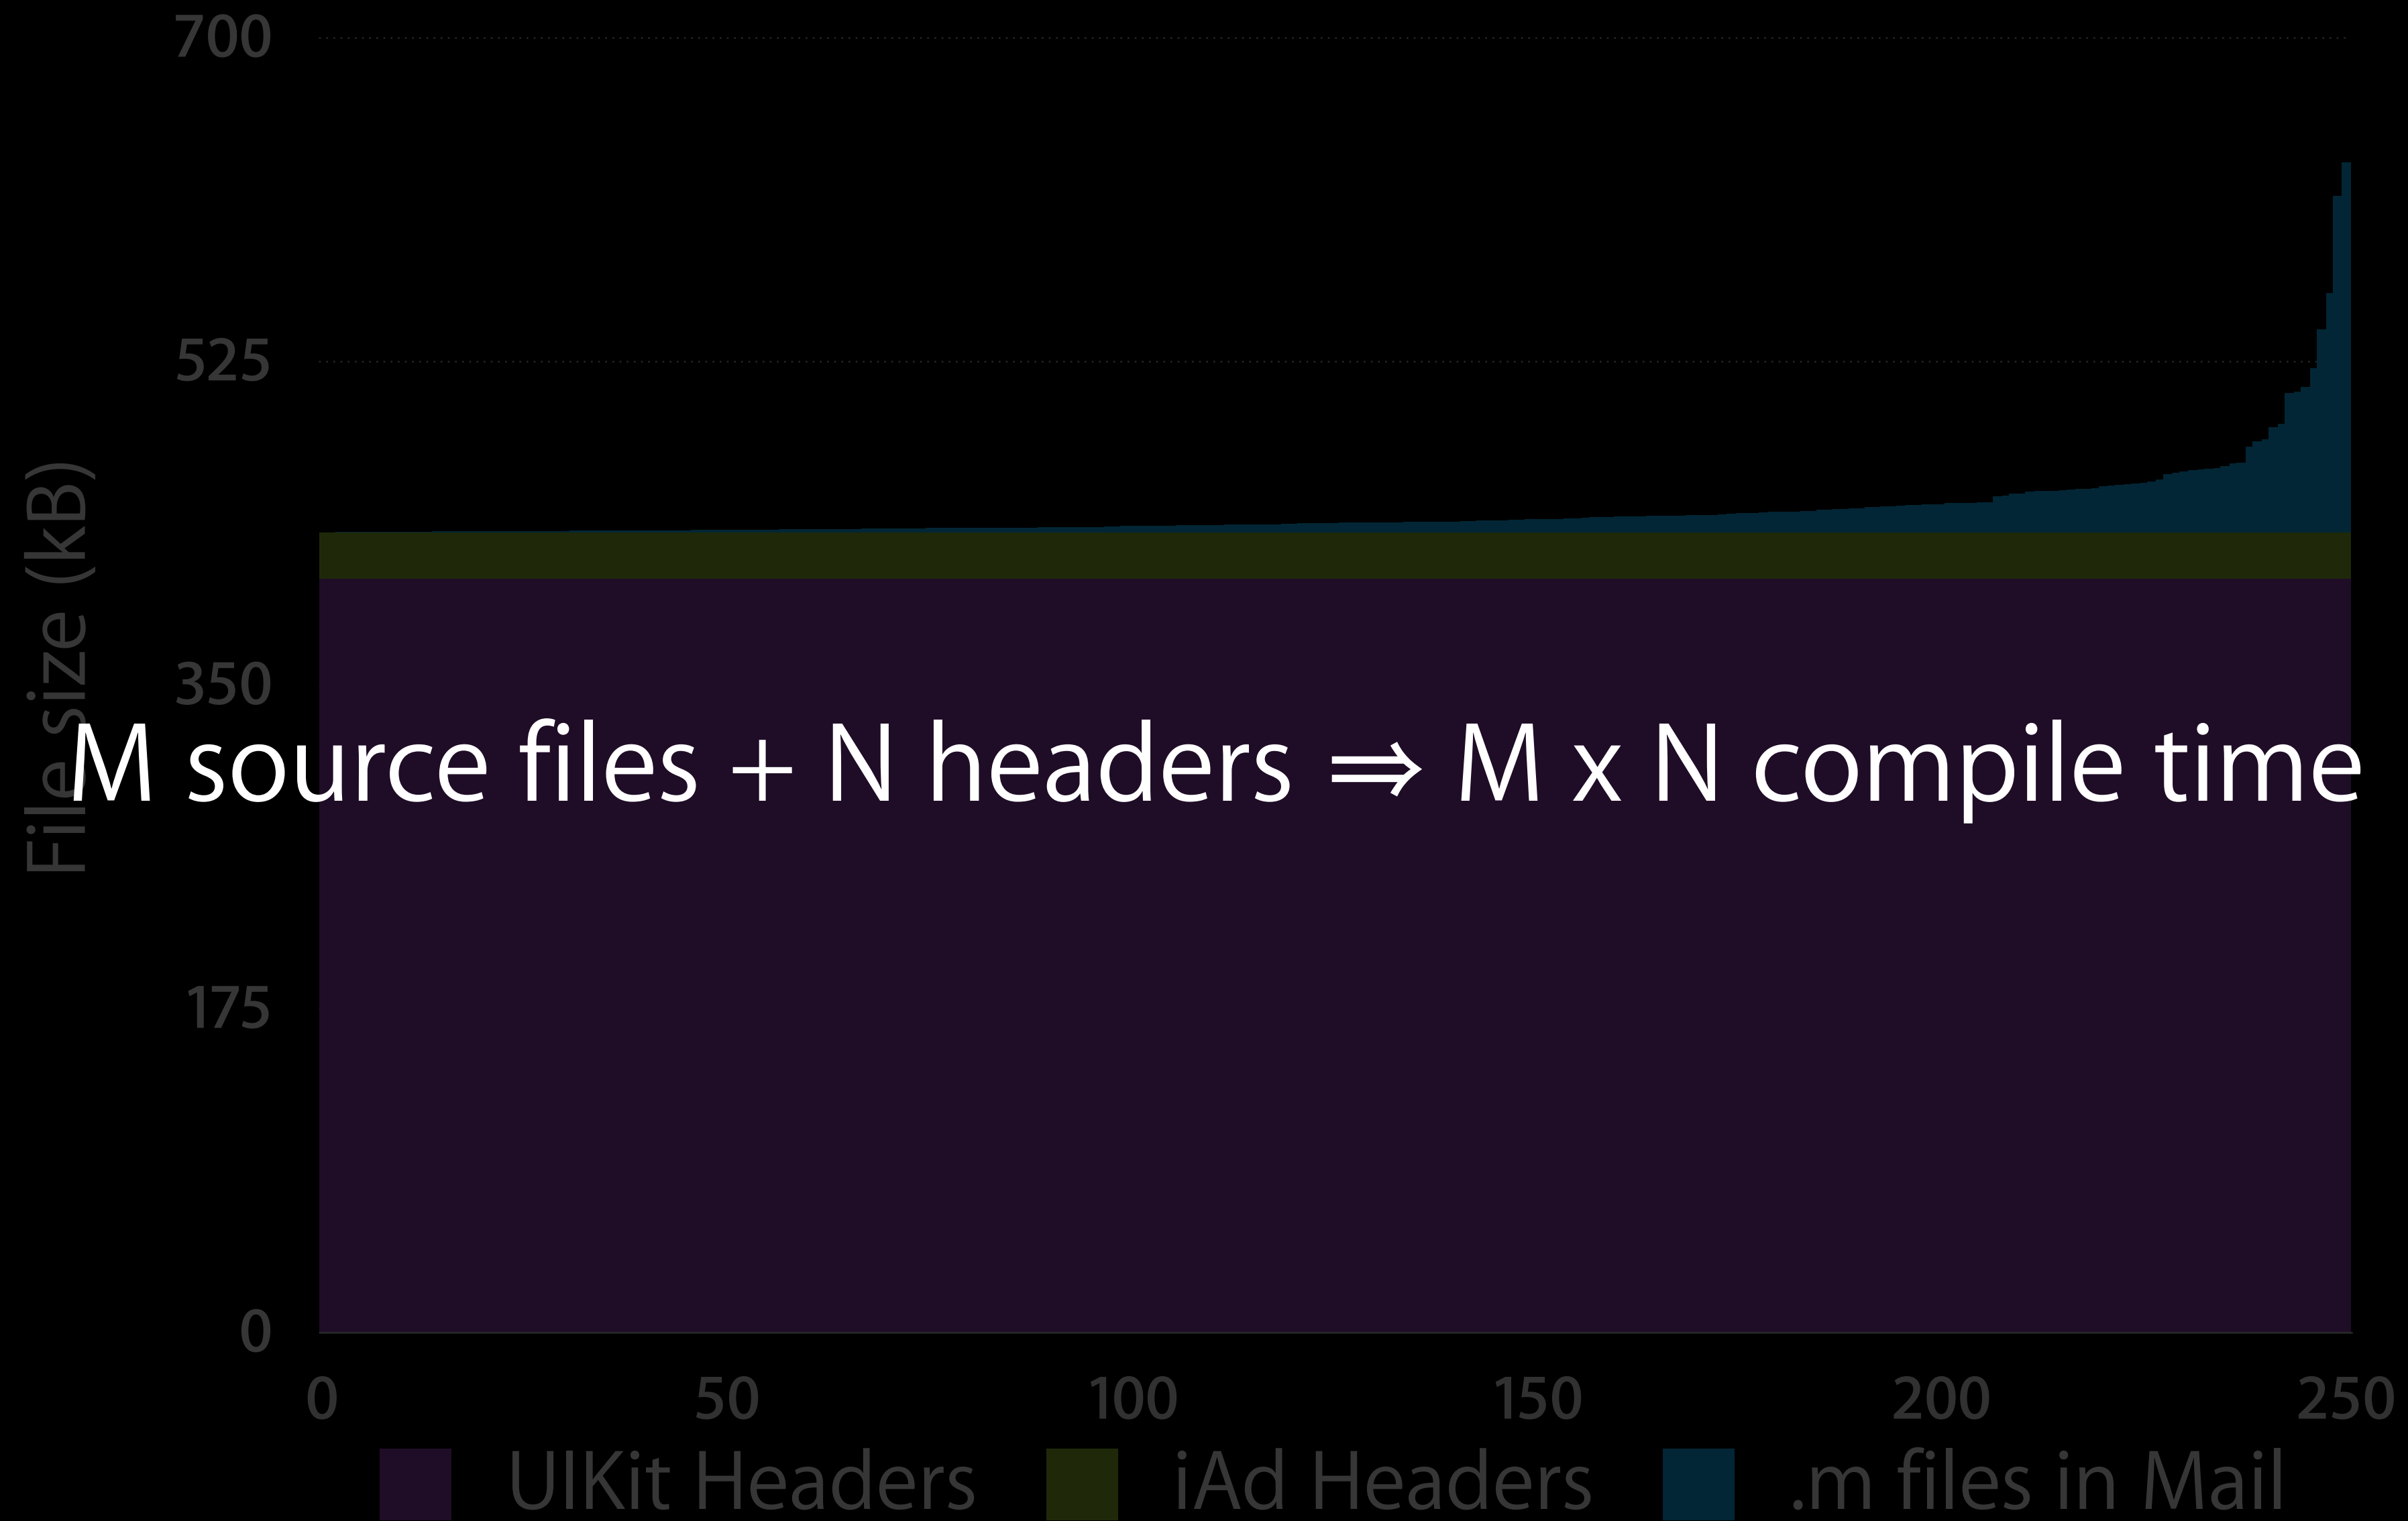 700
525
350
175
0
File size (kB)
M source files + N headers ⇒ M x N compile time
0 50 100 150 200 250
UIKit Headers iAd Headers .m files in Mail